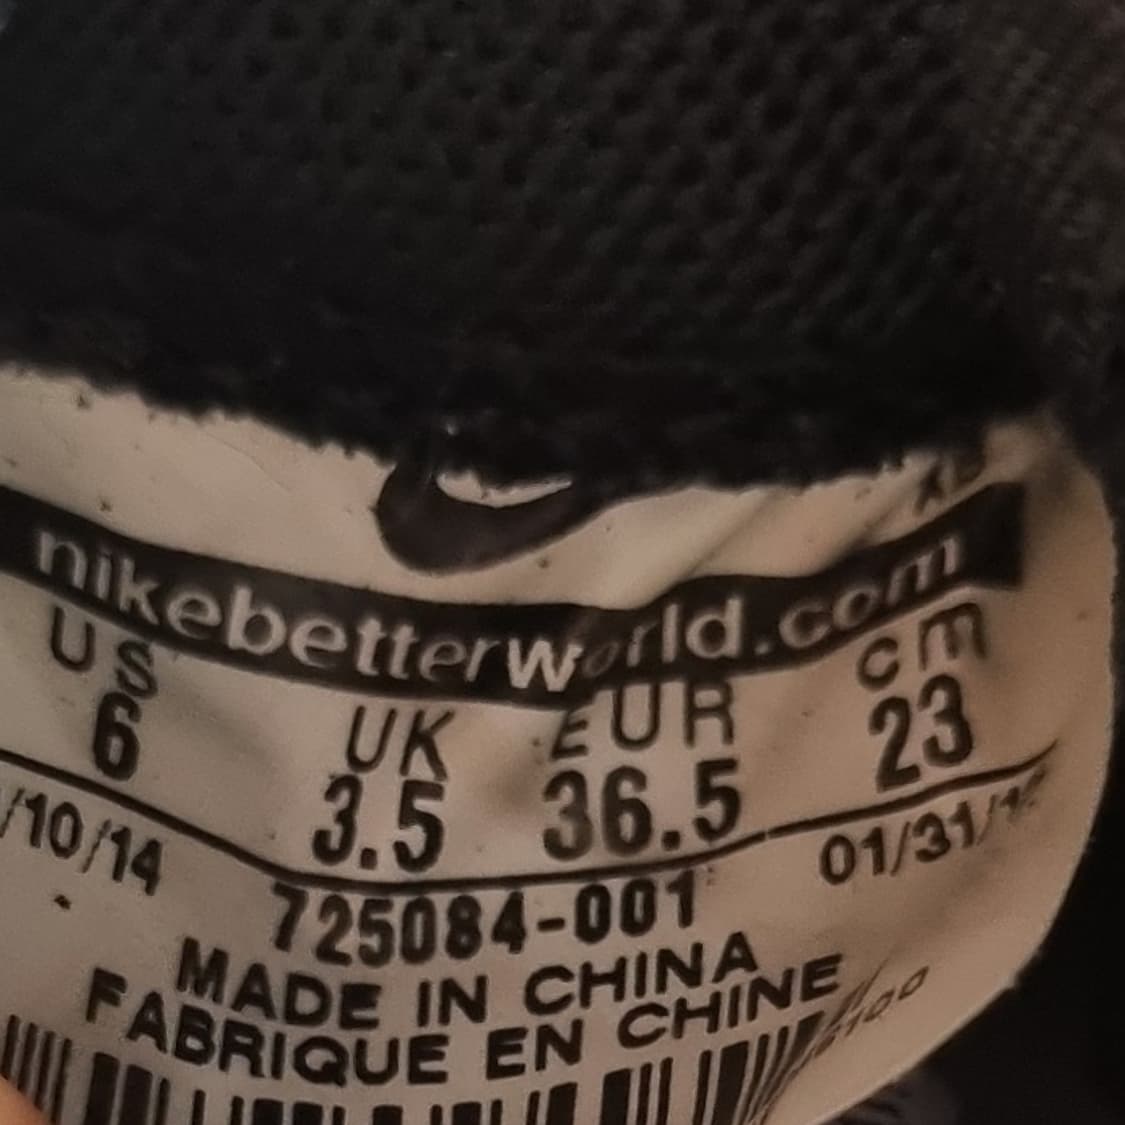 nikebetterworld.com
US UK EUR cm
6 3.5 36.5 23
/10/14 01/31/
725084-001
MADE IN CHINA
FABRIQUE EN CHINE